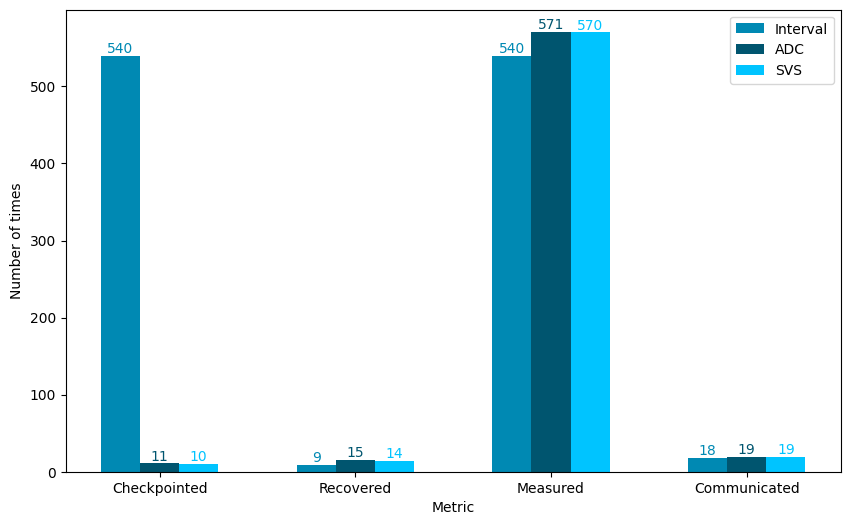 Interval
ADC
SVS
Number of times
500
400
300
200
100
0
540
11
10
9
15
14
540
571
570
18
19
19
Checkpointed
Recovered
Measured
Communicated
Metric